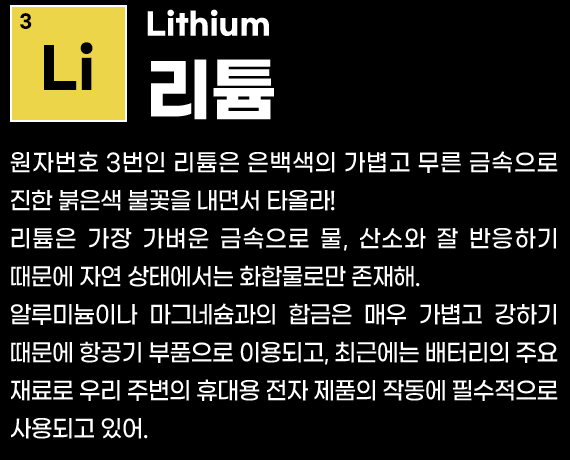 3
Li
Lithium
리튬
원자번호 3번인 리튬은 은백색의 가볍고 무른 금속으로
진한 붉은색 불꽃을 내면서 타올라!
리튬은 가장 가벼운 금속으로 물, 산소와 잘 반응하기
때문에 자연 상태에서는 화합물로만 존재해.
알루미늄이나 마그네슘과의 합금은 매우 가볍고 강하기
때문에 항공기 부품으로 이용되고, 최근에는 배터리의 주요
재료로 우리 주변의 휴대용 전자 제품의 작동에 필수적으로
사용되고 있어.